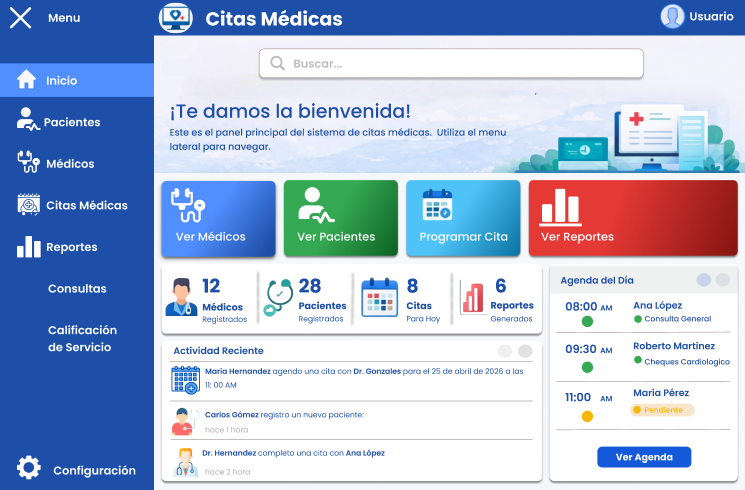 Menu
Citas Médicas
Usuario
Inicio
Pacientes
Médicos
Citas Médicas
Reportes
Consultas
Calificación
de Servicio
Configuración
Buscar...
¡Te damos la bienvenida!
Este es el panel principal del sistema de citas médicas. Utiliza el menu
lateral para navegar.
Ver Médicos
Ver Pacientes
Programar Cita
Ver Reportes
12
Médicos
Registrados
28
Pacientes
Registrados
8
Citas
Para Hoy
6
Reportes
Generados
Actividad Reciente
Maria Hernandez agendo una cita con Dr. Gonzales para el 25 de abril de 2026 a las
11: 00 AM
Carlos Gómez registro un nuevo paciente:
hace 1 hora
Dr. Hernandez completo una cita con Ana López
hace 2 hora
Agenda del Día
08:00 AM
Ana López
Consulta General
09:30 AM
Roberto Martinez
Cheques Cardiologico
11:00 AM
Maria Pérez
Pendiente
Ver Agenda